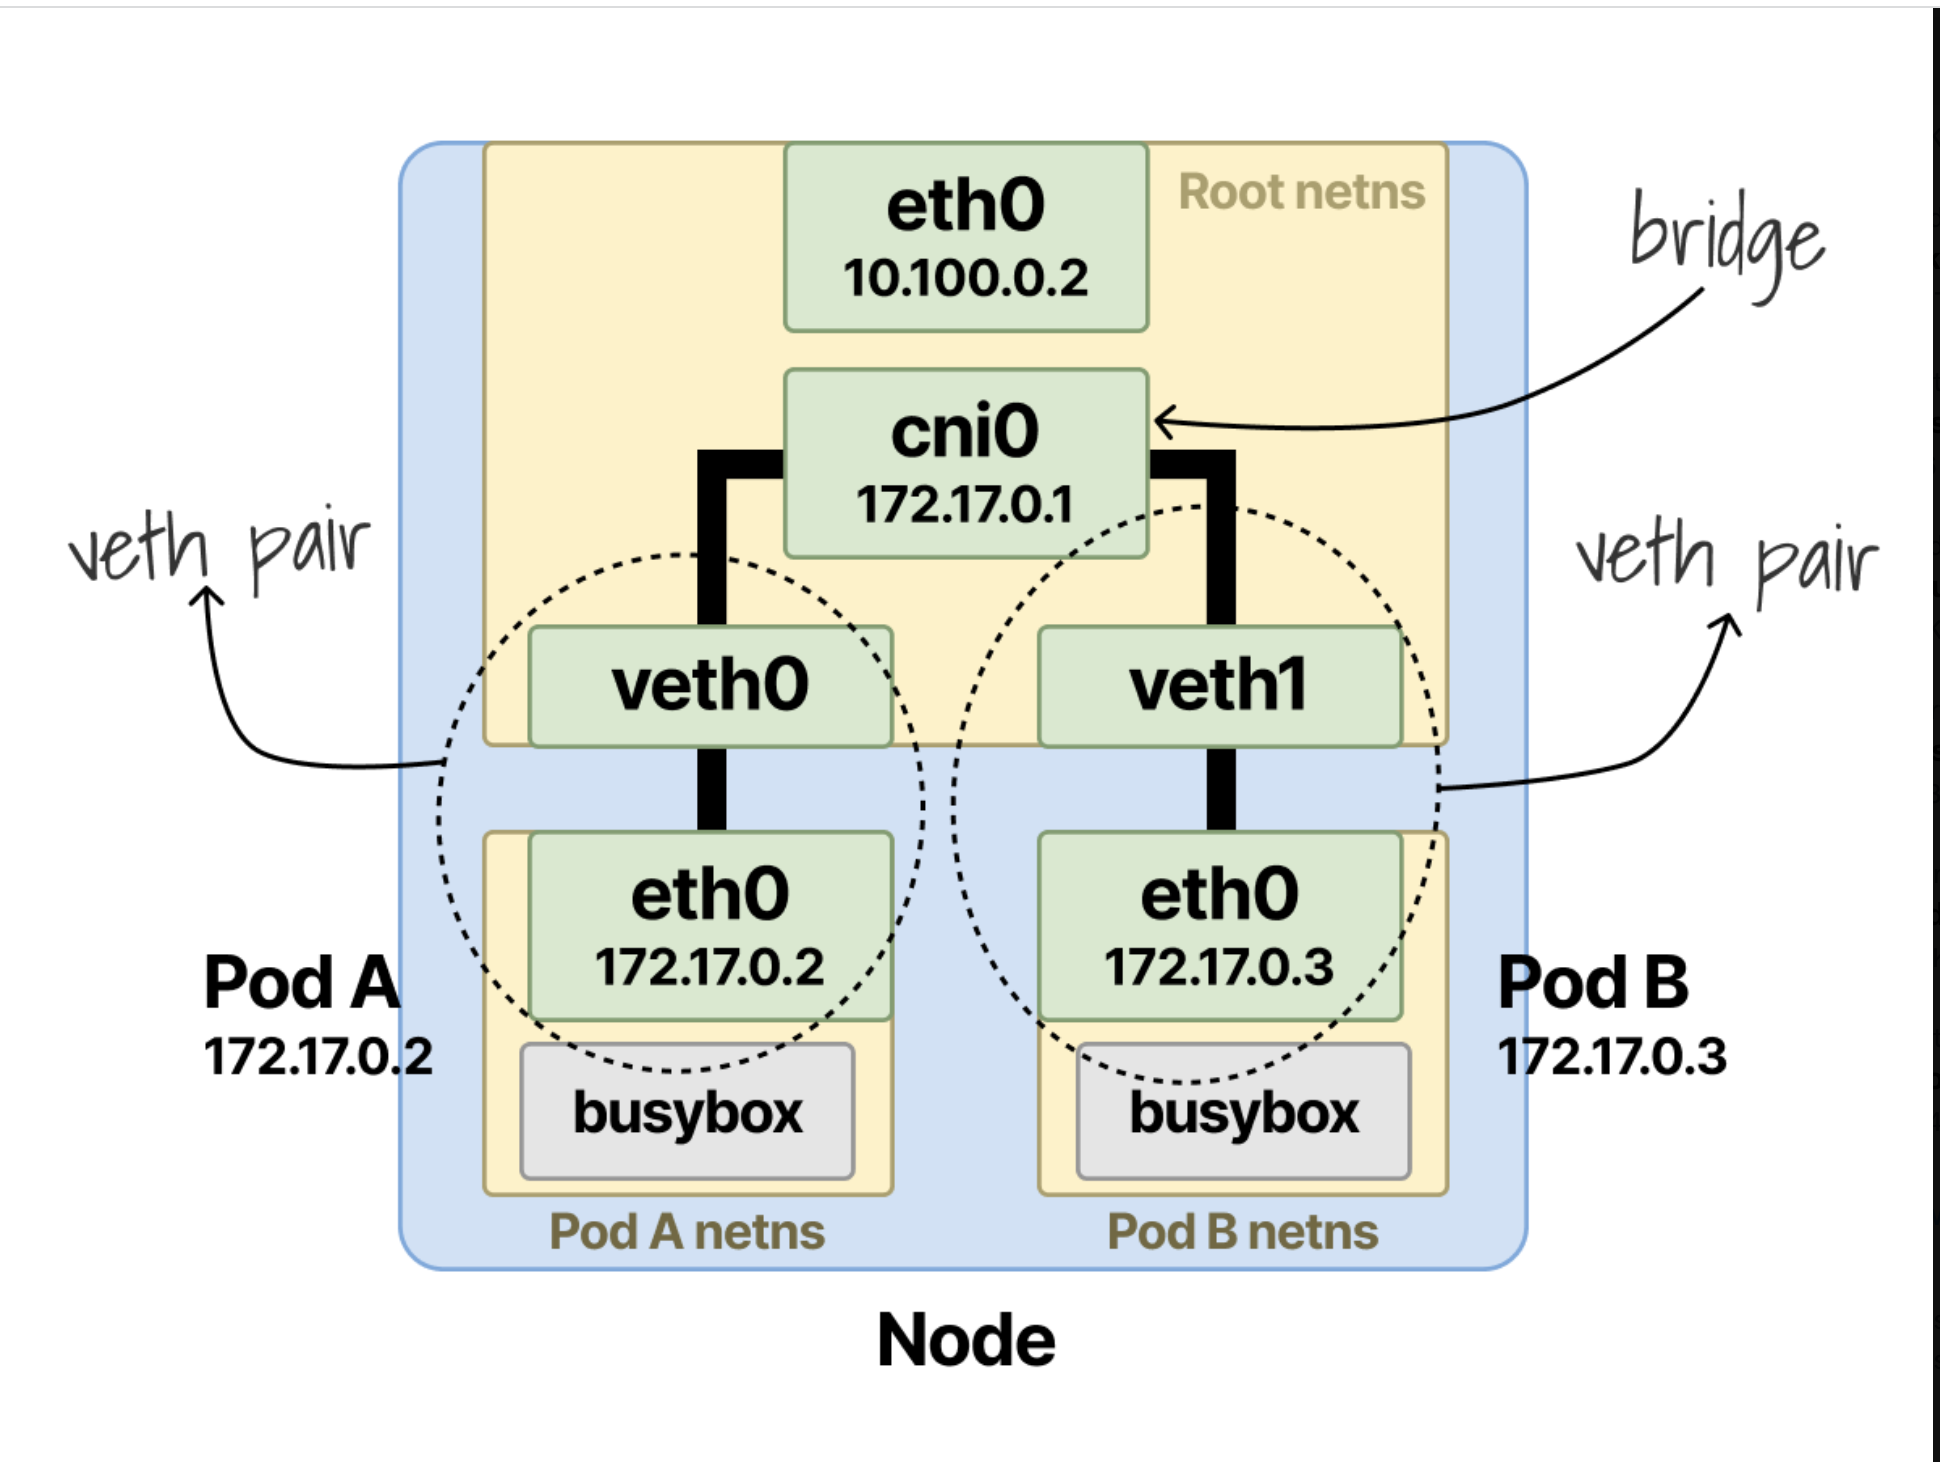 eth0
10.100.0.2
Root netns
bridge
cni0
172.17.0.1
veth pair
veth pair
veth0
veth1
eth0
172.17.0.2
eth0
172.17.0.3
Pod A
172.17.0.2
Pod B
172.17.0.3
busybox
busybox
Pod A netns
Pod B netns
Node